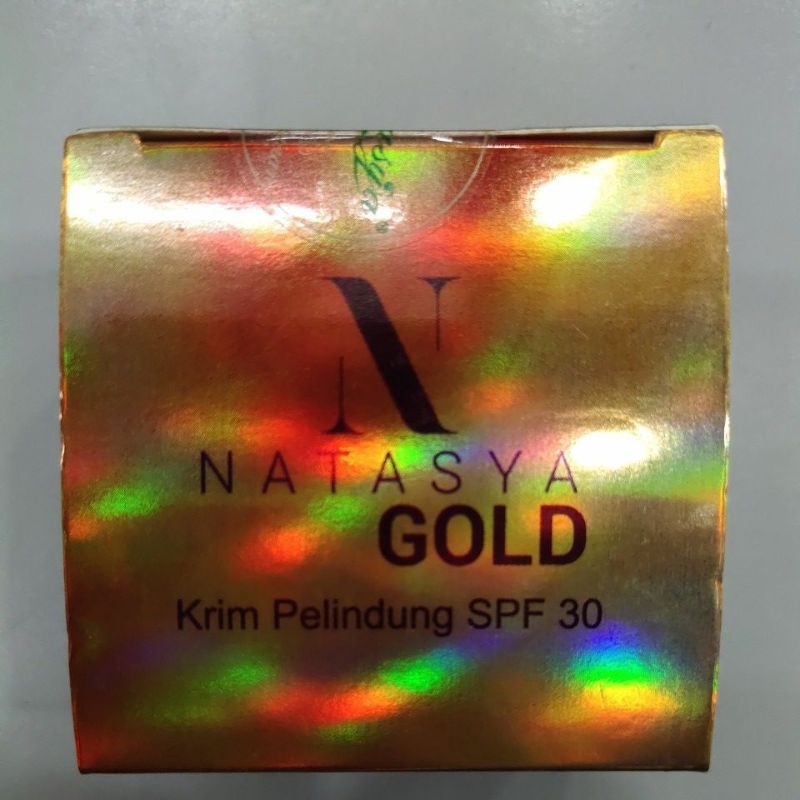 N
NATASYA
GOLD
Krim Pelindung SPF 30